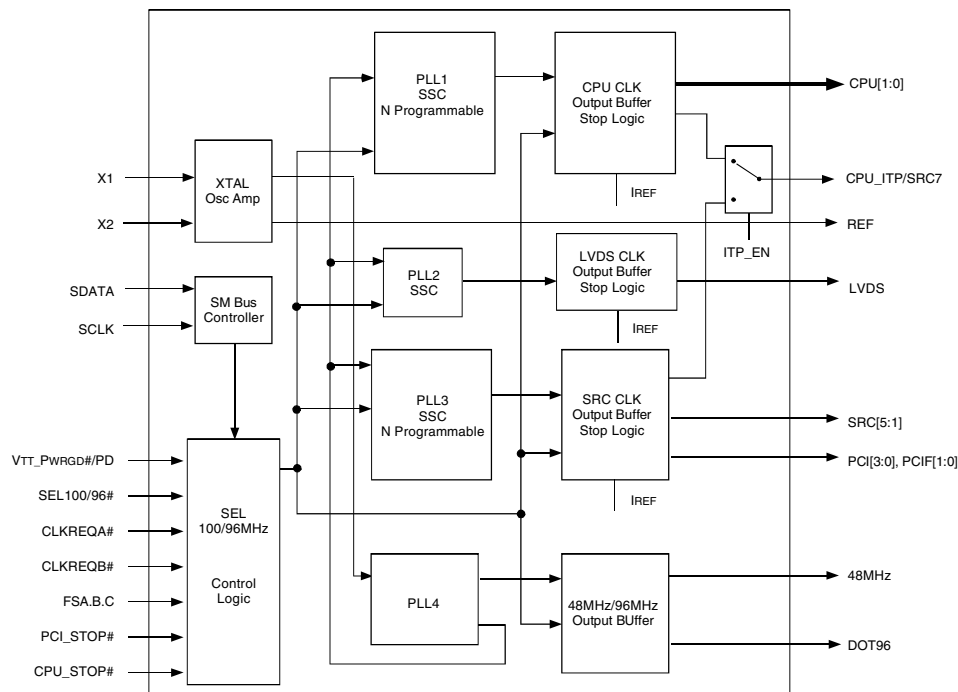 PLL1
SSC
N Programmable
CPU CLK
Output Buffer
Stop Logic
CPU[1:0]
X1
XTAL
Osc Amp
IREF
CPU_ITP/SRC7
X2
REF
ITP_EN
SDATA
SM Bus
Controller
PLL2
SSC
LVDS CLK
Output Buffer
Stop Logic
LVDS
SCLK
IREF
PLL3
SSC
N Programmable
SRC CLK
Output Buffer
Stop Logic
SRC[5:1]
VTT_PWRGD#/PD
PCI[3:0], PCIF[1:0]
SEL100/96#
IREF
SEL
100/96MHz
CLKREQA#
CLKREQB#
Control
Logic
FSA.B.C
PCI_STOP#
CPU_STOP#
PLL4
48MHz/96MHz
Output BUffer
48MHz
DOT96